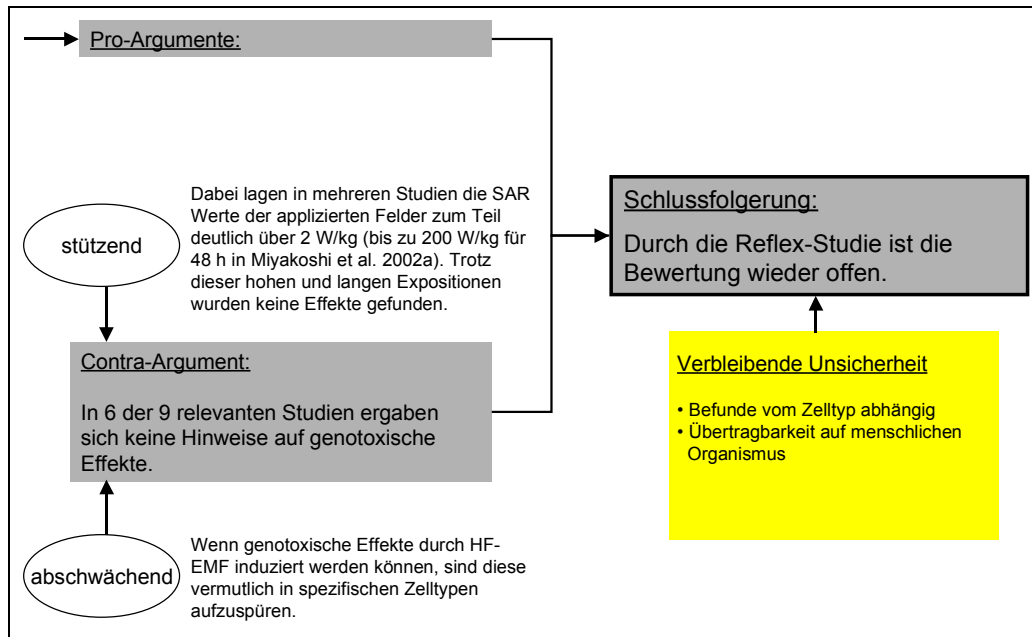 Pro-Argumente:
Dabei lagen in mehreren Studien die SAR
Werte der applizierten Felder zum Teil
deutlich über 2 W/kg (bis zu 200 W/kg für
48 h in Miyakoshi et al. 2002a). Trotz
dieser hohen und langen Expositionen
wurden keine Effekte gefunden.
stützend
Contra-Argument:
In 6 der 9 relevanten Studien ergaben
sich keine Hinweise auf genotoxische
Effekte.
abschwächend
Wenn genotoxische Effekte durch HF-
EMF induziert werden können, sind diese
vermutlich in spezifischen Zelltypen
aufzuspüren.
Schlussfolgerung:
Durch die Reflex-Studie ist die
Bewertung wieder offen.
Verbleibende Unsicherheit
• Befunde vom Zelltyp abhängig
• Übertragbarkeit auf menschlichen
Organismus